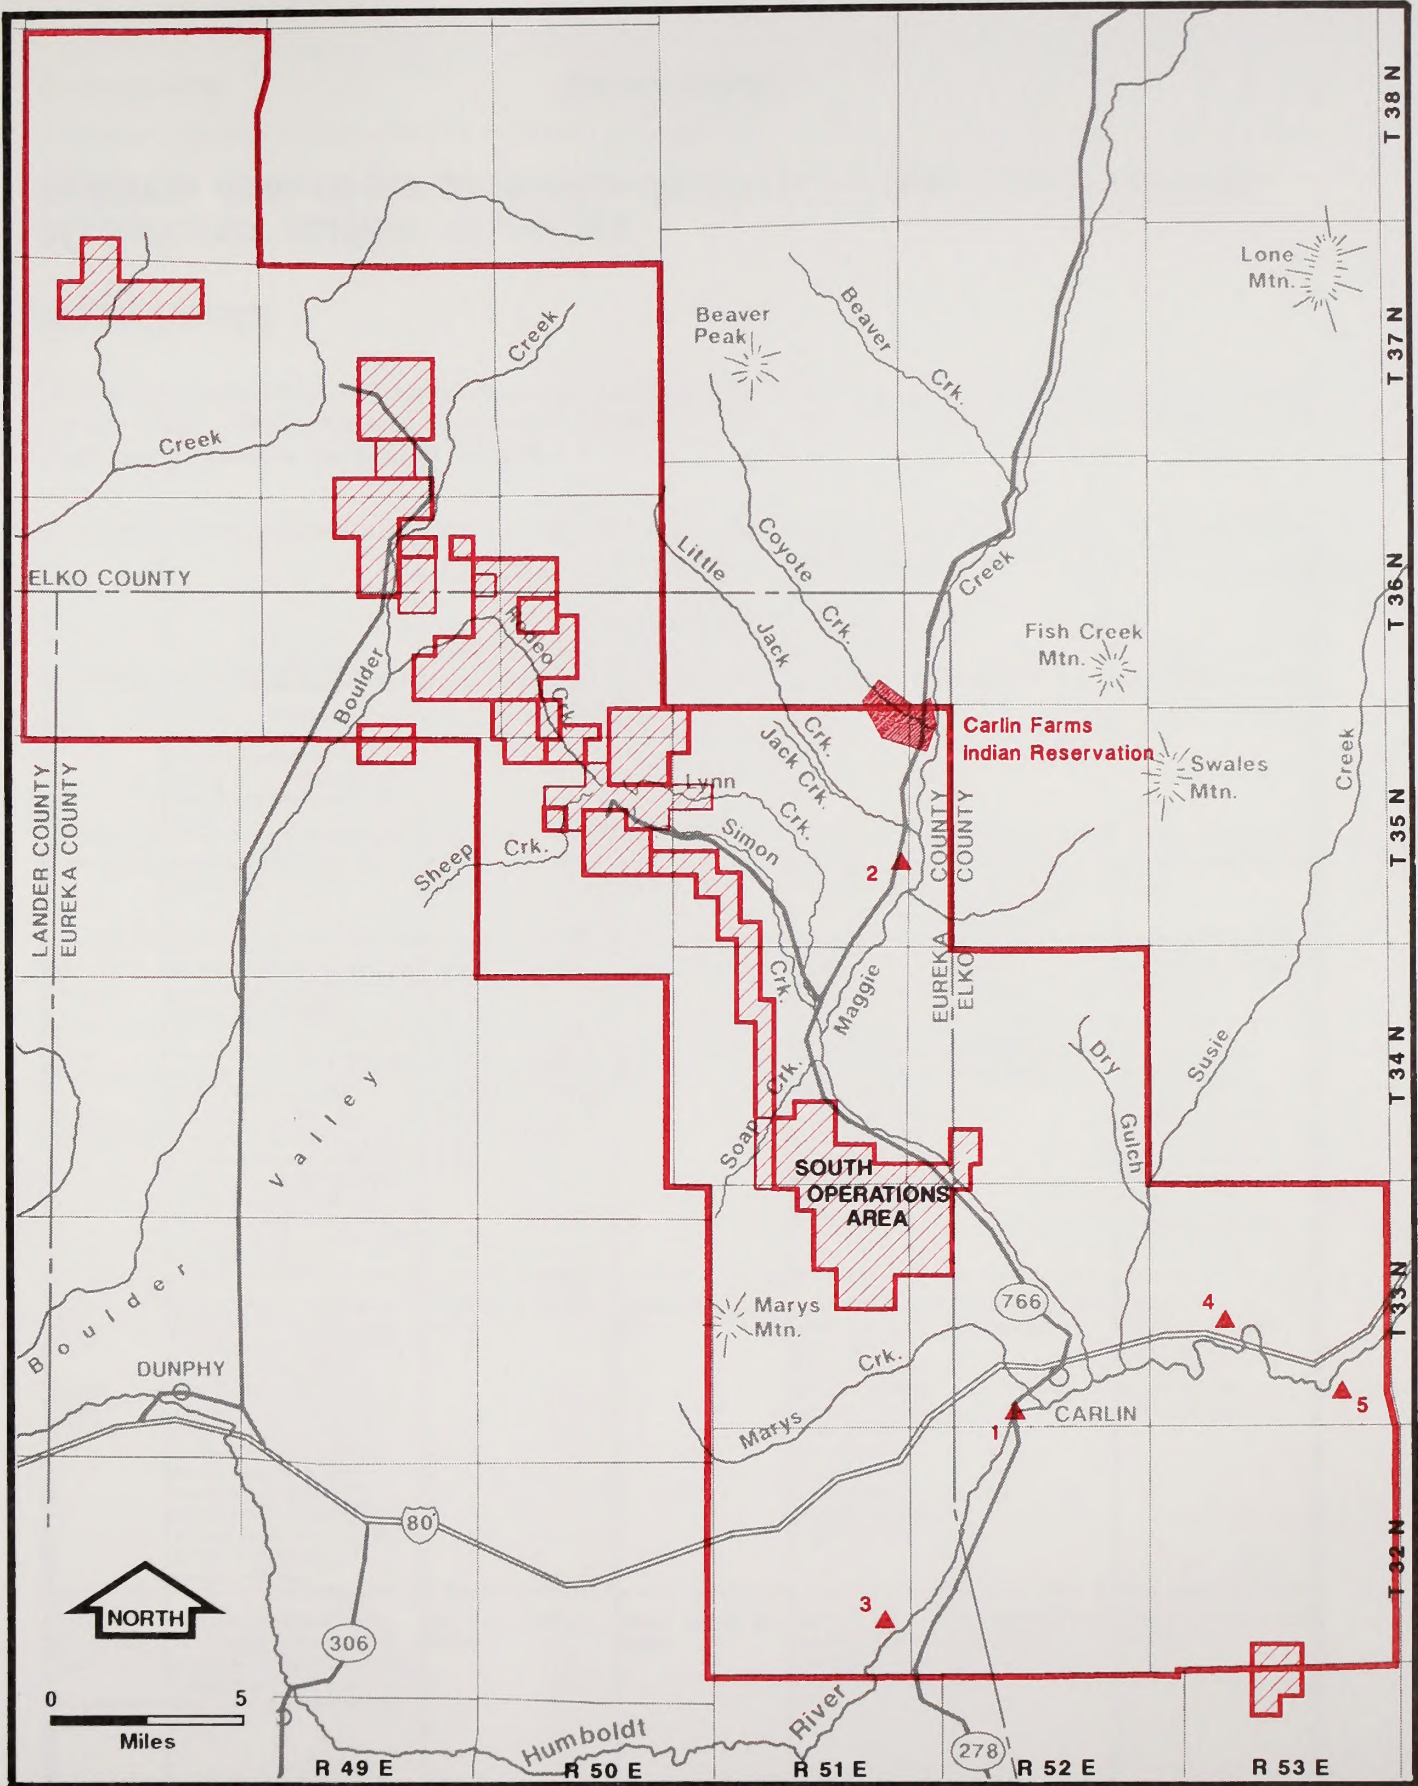 T 38 N
Lone
Mtn.
Beaver
Peak
Beaver
Crk.
T 37 N
Creek
Creek
Coyote
Crk.
Little
Jack
Crk.
ELKO COUNTY
Creek
T 36 N
Rodeo
Crk.
Fish Creek
Mtn.
Boulder
Carlin Farms
Indian Reservation
Jack Crk.
Swales
Mtn.
Creek
LANDER COUNTY
EUREKA COUNTY
Lynn
Crk.
Simon
Crk.
Sheep Crk.
2
EUREKA COUNTY
ELKO COUNTY
T 35 N
Maggie
Dry
Gulch
Susie
T 34 N
Soap Crk.
Valley
SOUTH
OPERATIONS
AREA
Boulder
Marys
Mtn.
766
4
T 33 N
DUNPHY
Marys
Crk.
1
CARLIN
5
80
T 32 N
NORTH
306
3
0 5
Miles
Humboldt
River
278
R 49 E
R 50 E
R 51 E
R 52 E
R 53 E